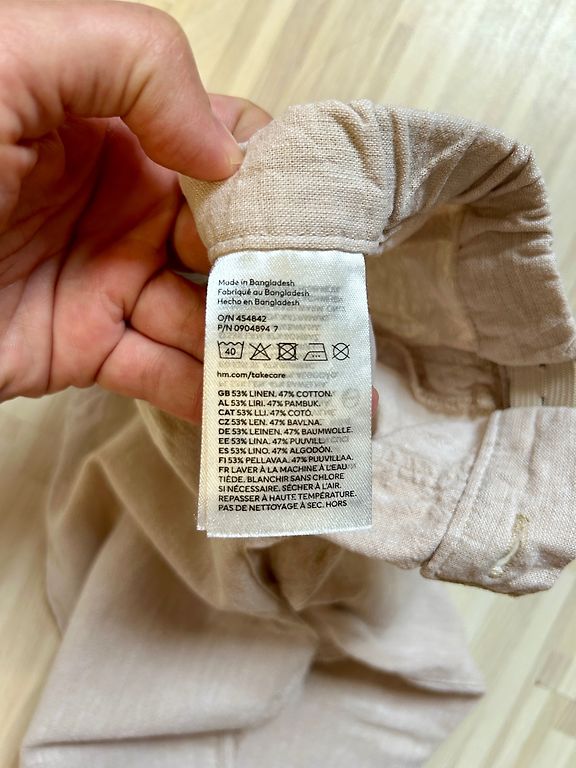 Made in Bangladesh
Fabriqué au Bangladesh
Hecho en Bangladesh
O/N 454842
P/N 0904894 7
40
hm.com/takecare
GB 53% LINEN. 47% COTTON.
AL 53% LIRI. 47% PAMBUK.
CAT 53% LLI. 47% COTÓ.
CZ 53% LEN. 47% BAVLNA.
DE 53% LEINEN. 47% BAUMWOLLE.
EE 53% LINA. 47% PUUVILL.
ES 53% LINO. 47% ALGODÓN.
FI 53% PELLAVAA. 47% PUUVILLAA.
FR LAVER À LA MACHINE À L'EAU
TIÈDE. BLANCHIR SANS CHLORE
SI NÉCESSAIRE. SÉCHER À L'AIR.
REPASSER À HAUTE TEMPÉRATURE.
PAS DE NETTOYAGE À SEC. HORS